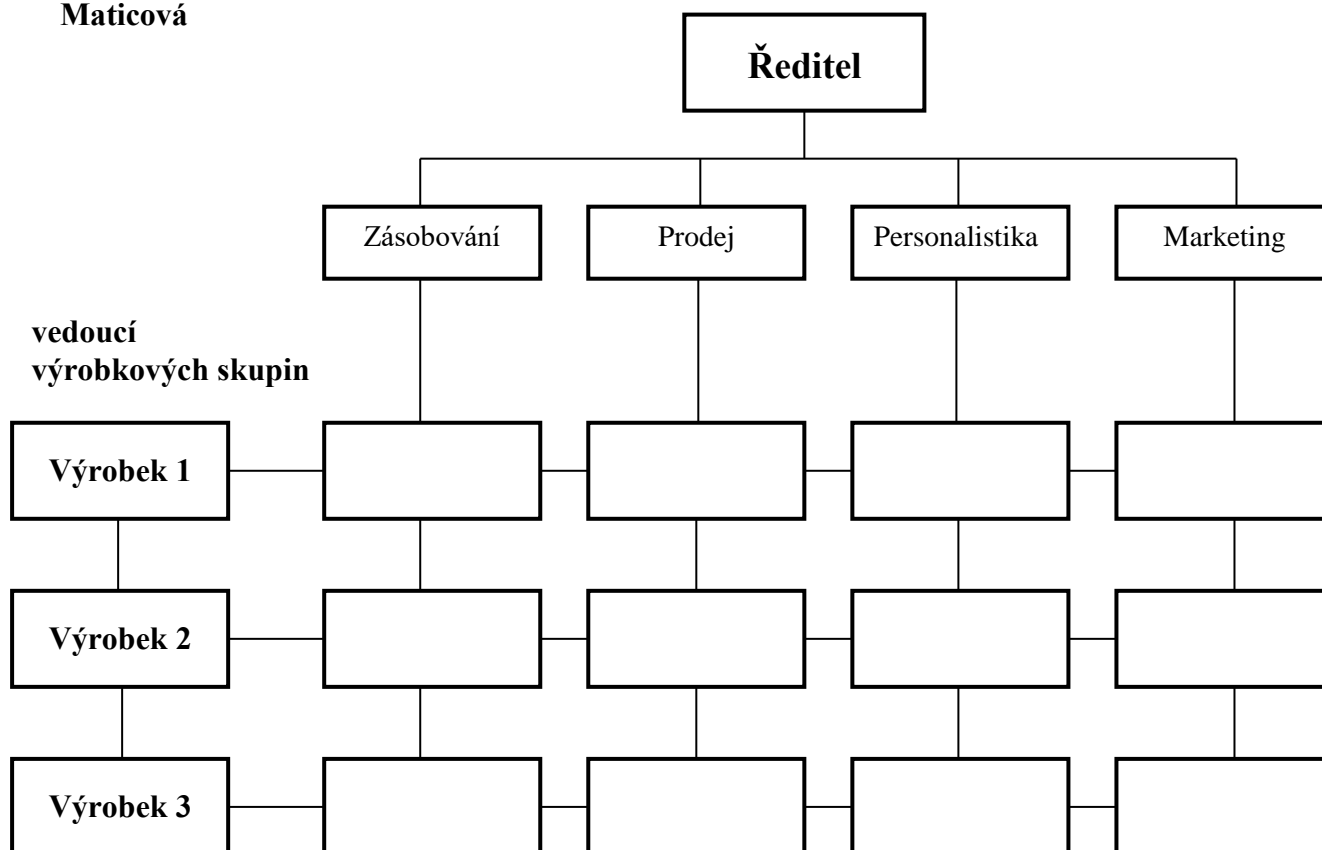 Maticová
Ředitel
Zásobování
Prodej
Personalistika
Marketing
vedoucí
výrobkových skupin
Výrobek 1
Výrobek 2
Výrobek 3